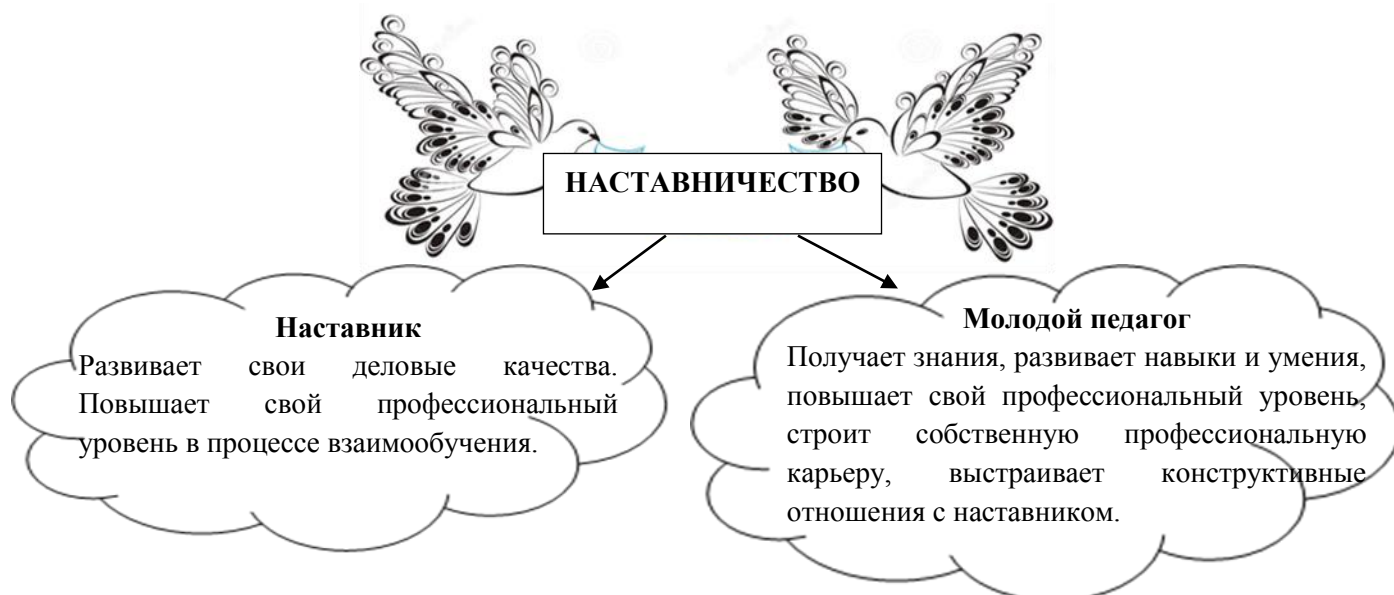 НАСТАВНИЧЕСТВО
Наставник
Развивает свои деловые качества.
Повышает свой профессиональный
уровень в процессе взаимообучения.
Молодой педагог
Получает знания, развивает навыки и умения,
повышает свой профессиональный уровень,
строит собственную профессиональную
карьеру, выстраивает конструктивные
отношения с наставником.